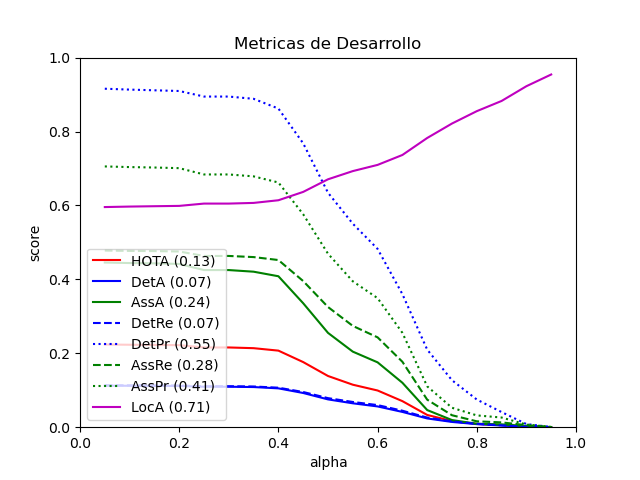 Metricas de Desarrollo
1.0
0.8
0.6
0.4
0.2
0.0
score
HOTA (0.13)
DetA (0.07)
AssA (0.24)
DetRe (0.07)
DetPr (0.55)
AssRe (0.28)
AssPr (0.41)
LocA (0.71)
0.0 0.2 0.4 0.6 0.8 1.0
alpha